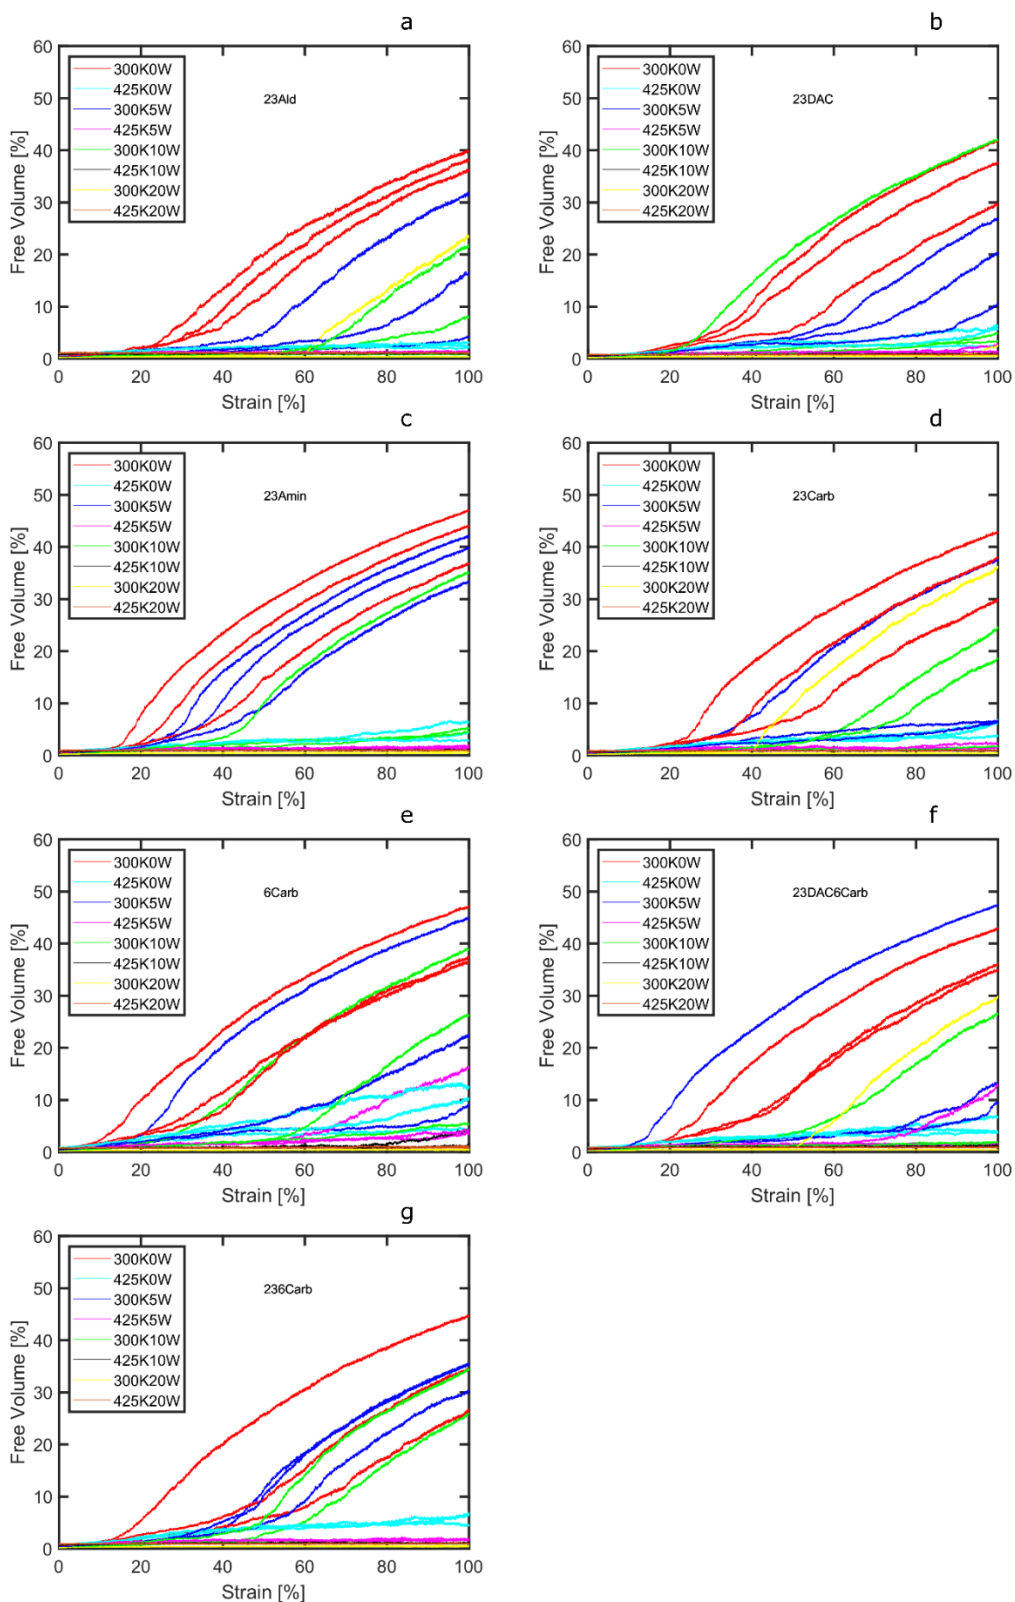 a
60
50
40
30
20
10
0
Free Volume [%]
300K0W
425K0W
300K5W
425K5W
300K10W
425K10W
300K20W
425K20W
23Ald
0 20 40 60 80 100
Strain [%]
b
60
50
40
30
20
10
0
Free Volume [%]
300K0W
425K0W
300K5W
425K5W
300K10W
425K10W
300K20W
425K20W
23DAC
0 20 40 60 80 100
Strain [%]
c
60
50
40
30
20
10
0
Free Volume [%]
300K0W
425K0W
300K5W
425K5W
300K10W
425K10W
300K20W
425K20W
23Amin
0 20 40 60 80 100
Strain [%]
d
60
50
40
30
20
10
0
Free Volume [%]
300K0W
425K0W
300K5W
425K5W
300K10W
425K10W
300K20W
425K20W
23Carb
0 20 40 60 80 100
Strain [%]
e
60
50
40
30
20
10
0
Free Volume [%]
300K0W
425K0W
300K5W
425K5W
300K10W
425K10W
300K20W
425K20W
6Carb
0 20 40 60 80 100
Strain [%]
f
60
50
40
30
20
10
0
Free Volume [%]
300K0W
425K0W
300K5W
425K5W
300K10W
425K10W
300K20W
425K20W
23DAC6Carb
0 20 40 60 80 100
Strain [%]
g
60
50
40
30
20
10
0
Free Volume [%]
300K0W
425K0W
300K5W
425K5W
300K10W
425K10W
300K20W
425K20W
236Carb
0 20 40 60 80 100
Strain [%]